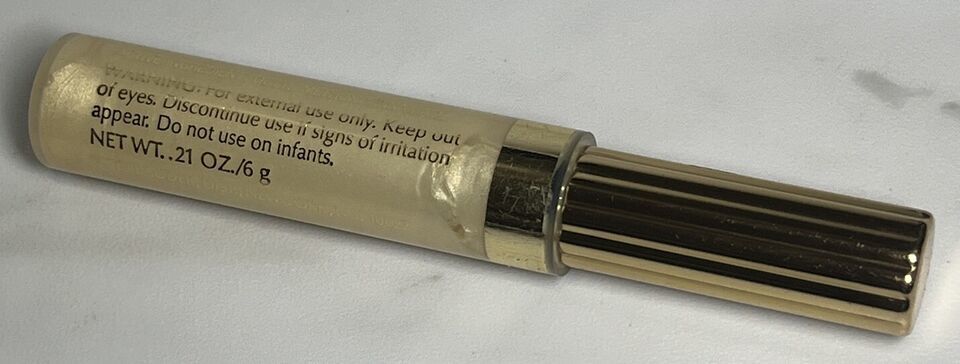 WARNING: For external use only. Keep out
of eyes. Discontinue use if signs of irritation
appear. Do not use on infants.
NET WT. .21 OZ./6 g